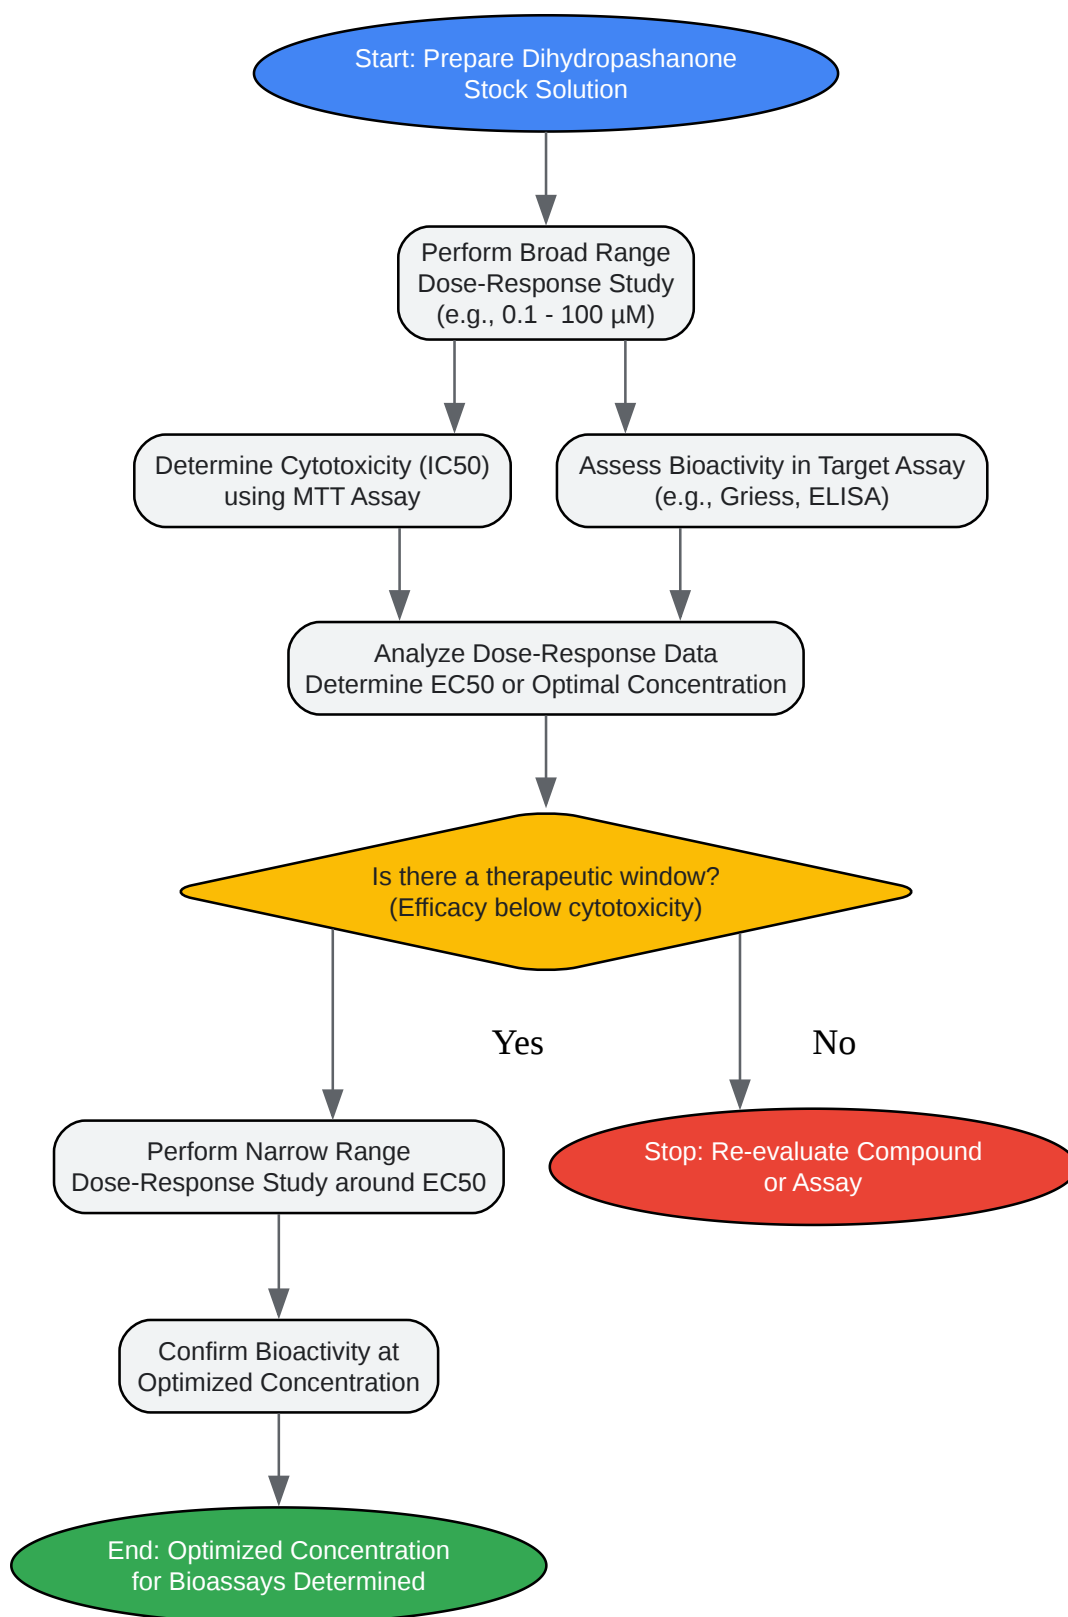 Start: Prepare Dihydropashanone
Stock Solution
Perform Broad Range
Dose-Response Study
(e.g., 0.1 - 100 µM)
Determine Cytotoxicity (IC50)
using MTT Assay
Assess Bioactivity in Target Assay
(e.g., Griess, ELISA)
Analyze Dose-Response Data
Determine EC50 or Optimal Concentration
Is there a therapeutic window?
(Efficacy below cytotoxicity)
Yes
No
Perform Narrow Range
Dose-Response Study around EC50
Stop: Re-evaluate Compound
or Assay
Confirm Bioactivity at
Optimized Concentration
End: Optimized Concentration
for Bioassays Determined